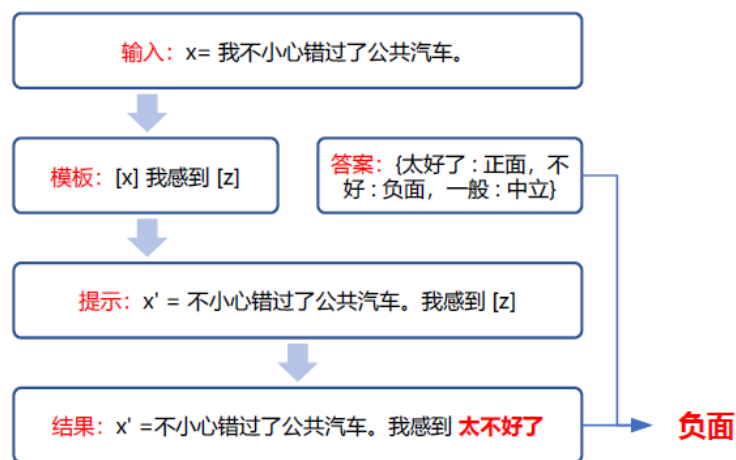 输入：x= 我不小心错过了公共汽车。
模板：[x] 我感到 [z]
答案：{太好了 : 正面，不
好 : 负面，一般 : 中立}
提示：x' = 不小心错过了公共汽车。我感到 [z]
结果：x' =不小心错过了公共汽车。我感到 太不好了
负面